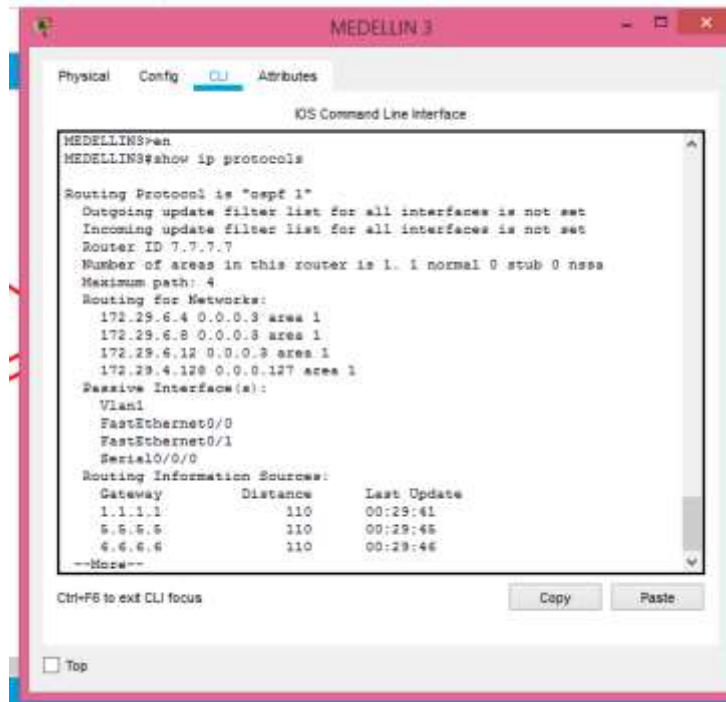 MEDELLIN 3
Physical Config CLI Attributes
IOS Command Line Interface
MEDELLIN3>en
MEDELLIN3#show ip protocols
Routing Protocol is "ospf 1"
Outgoing update filter list for all interfaces is not set
Incoming update filter list for all interfaces is not set
Router ID 7.7.7.7
Number of areas in this router is 1. 1 normal 0 stub 0 nssa
Maximum path: 4
Routing for Networks:
172.29.6.4 0.0.0.3 area 1
172.29.6.8 0.0.0.3 area 1
172.29.6.12 0.0.0.3 area 1
172.29.4.128 0.0.0.127 area 1
Passive Interface(s):
Vlan1
FastEthernet0/0
FastEthernet0/1
Serial0/0/0
Routing Information Sources:
Gateway Distance Last Update
1.1.1.1 110 00:29:41
5.5.5.5 110 00:29:45
6.6.6.6 110 00:29:46
--More--
Ctrl+F6 to exit CLI focus
Copy Paste
Top